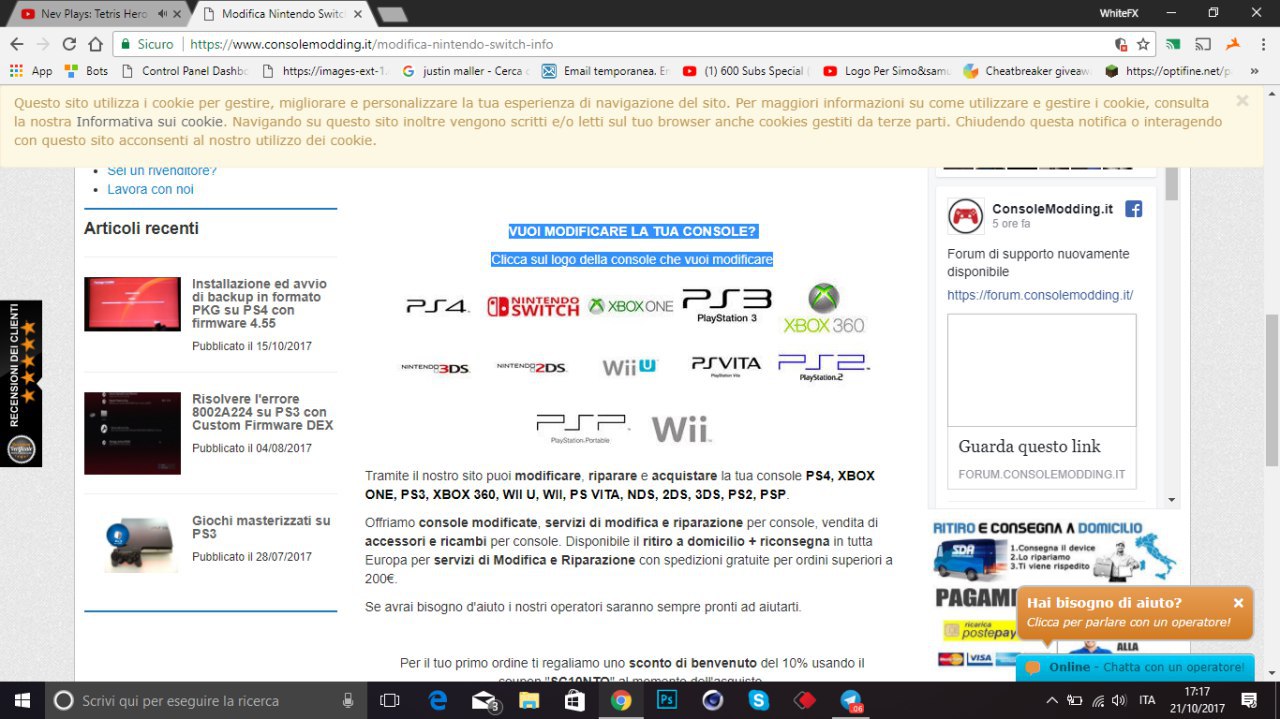 Nev Plays: Tetris Hero
Modifica Nintendo Switc
WhiteFX
Sicuro
https://www.consolemodding.it/modifica-nintendo-switch-info
App
Bots
Control Panel Dashbo
https://images-ext-1.
justin maller - Cerca c
Email temporanea. E
(1) 600 Subs Special (
Logo Per Simo&samu
Cheatbreaker giveaw
https://optifine.net/p
Questo sito utilizza i cookie per gestire, migliorare e personalizzare la tua esperienza di navigazione del sito. Per maggiori informazioni su come utilizzare e gestire i cookie, consulta
la nostra Informativa sui cookie. Navigando su questo sito inoltre vengono scritti e/o letti sul tuo browser anche cookies gestiti da terze parti. Chiudendo questa notifica o interagendo
con questo sito acconsenti al nostro utilizzo dei cookie.
Sei un rivenditore?
Lavora con noi
Articoli recenti
Installazione ed avvio
di backup in formato
PKG su PS4 con
firmware 4.55
Pubblicato il 15/10/2017
Risolvere l'errore
8002A224 su PS3 con
Custom Firmware DEX
Pubblicato il 04/08/2017
Giochi masterizzati su
PS3
Pubblicato il 28/07/2017
RECENSIONI DEI CLIENTI
VUOI MODIFICARE LA TUA CONSOLE?
Clicca sul logo della console che vuoi modificare
PS4
NINTENDO
SWITCH
XBOX ONE
PS3
PlayStation 3
XBOX 360
NINTENDO 3DS
NINTENDO 2DS
Wii U
PSVITA
PlayStation Vita
PS2
PlayStation.2
PSP
PlayStation.Portable
Wii
Tramite il nostro sito puoi modificare, riparare e acquistare la tua console PS4, XBOX
ONE, PS3, XBOX 360, WII U, WII, PS VITA, NDS, 2DS, 3DS, PS2, PSP.
Offriamo console modificate, servizi di modifica e riparazione per console, vendita di
accessori e ricambi per console. Disponibile il ritiro a domicilio + riconsegna in tutta
Europa per servizi di Modifica e Riparazione con spedizioni gratuite per ordini superiori a
200€.
Se avrai bisogno d'aiuto i nostri operatori saranno sempre pronti ad aiutarti.
Per il tuo primo ordine ti regaliamo uno sconto di benvenuto del 10% usando il
coupon "SC10NTO" al momento dell'acquisto
ConsoleModding.it
5 ore fa
Forum di supporto nuovamente
disponibile
https://forum.consolemodding.it/
Guarda questo link
FORUM.CONSOLEMODDING.IT
RITIRO E CONSEGNA A DOMICILIO
SDA
1.Consegna il device
2.Lo ripariamo
3.Ti viene rispedito
PAGAM
ricarica
postepay
VISA
ALLA
Hai bisogno di aiuto?
Clicca per parlare con un operatore!
Online - Chatta con un operatore!
Scrivi qui per eseguire la ricerca
3
Ps
ITA
17:17
21/10/2017